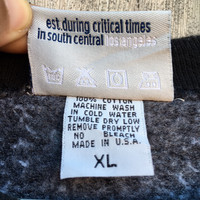 est. during critical times
in south central los angeles
100% COTTON
MACHINE WASH
IN COLD WATER
TUMBLE DRY LOW
REMOVE PROMPTLY
NO BLEACH
MADE IN U.S.A.
XL